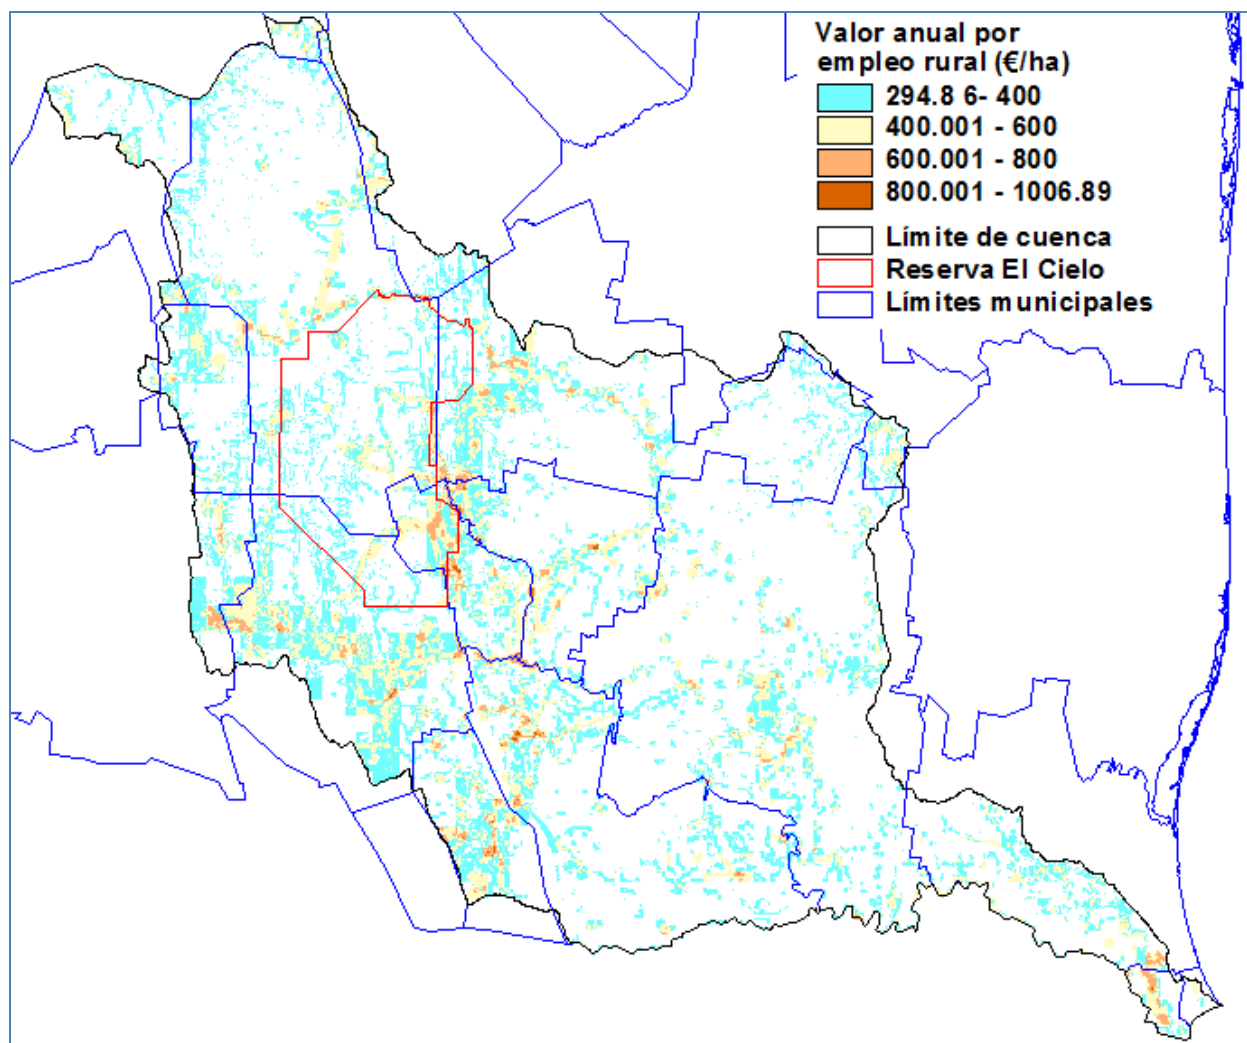 Valor anual por
empleo rural (€/ha)
294.8 6- 400
400.001 - 600
600.001 - 800
800.001 - 1006.89
Límite de cuenca
Reserva El Cielo
Límites municipales